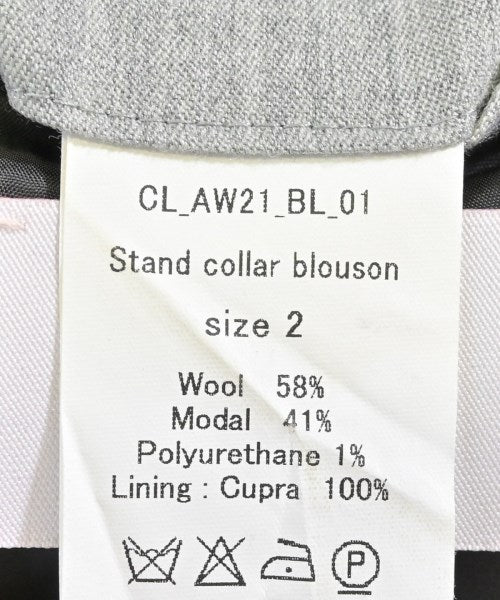 CL_AW21_BL_01
Stand collar blouson
size 2
Wool 58%
Modal 41%
Polyurethane 1%
Lining : Cupra 100%
P